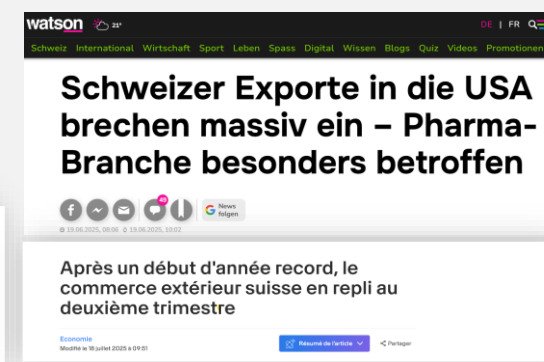 watson 21°
DE | FR
Schweiz International Wirtschaft Sport Leben Spass Digital Wissen Blogs Quiz Videos Promotionen
Schweizer Exporte in die USA
brechen massiv ein – Pharma-
Branche besonders betroffen
49
News
folgen
19.06.2025, 08:06 19.06.2025, 10:02
Après un début d'année record, le
commerce extérieur suisse en repli au
deuxième trimestre
Economie
Modifié le 18 juillet 2025 à 09:51
Résumé de l'article
Partager